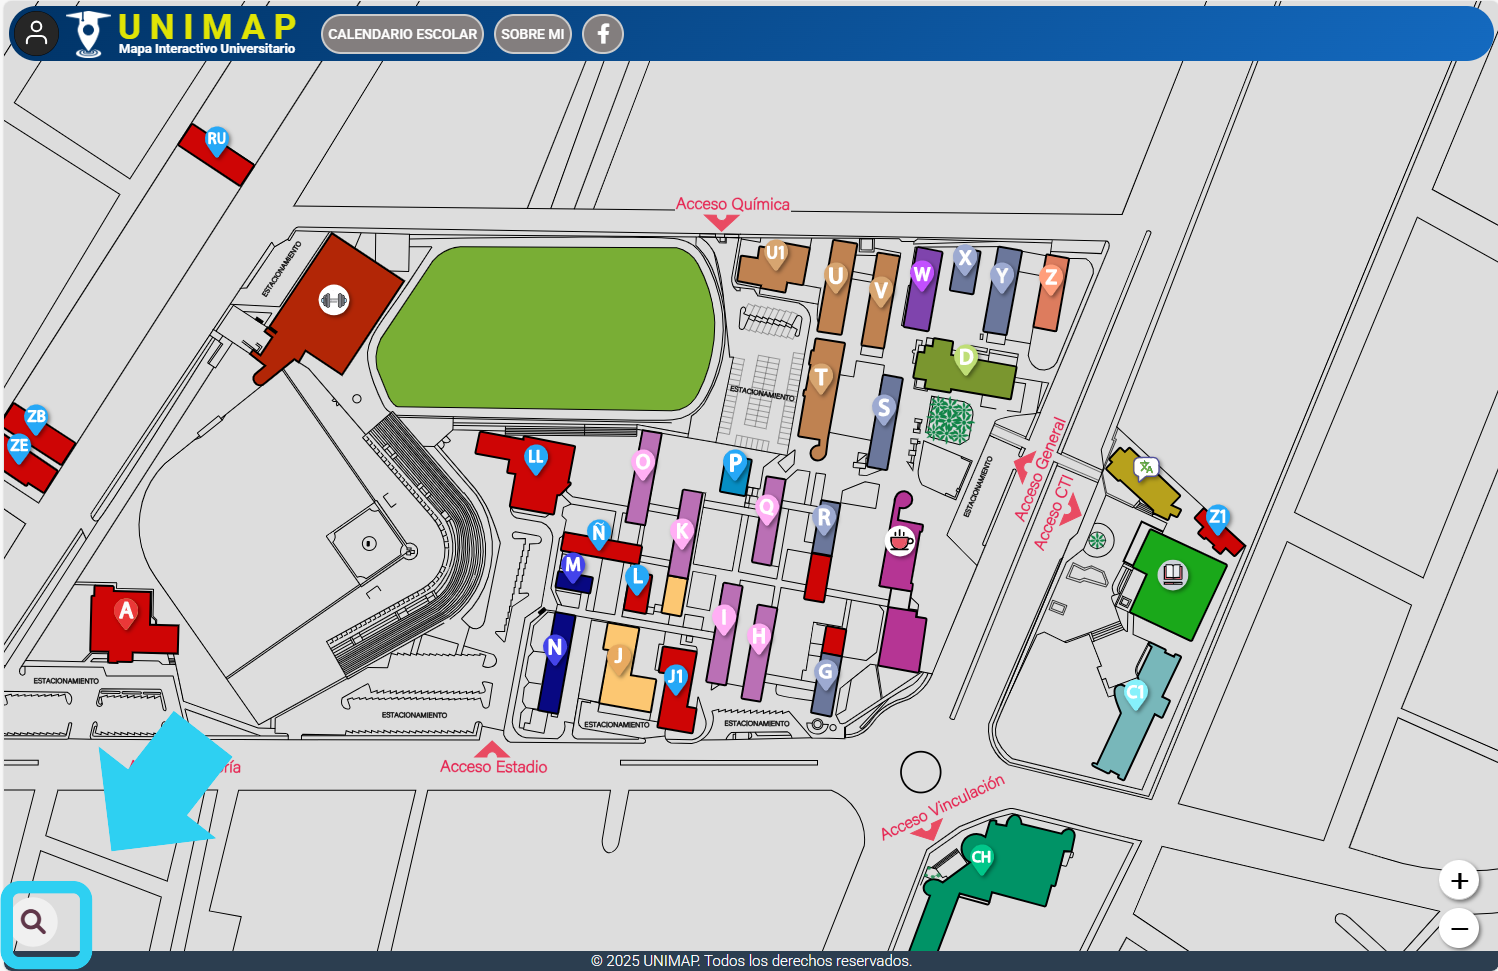 UNIMAP
Mapa Interactivo Universitario
CALENDARIO ESCOLAR
SOBRE MI
f
RU
Acceso Química
ESTACIONAMIENTO
U1
U
V
W
X
Y
Z
D
T
S
ESTACIONAMIENTO
ZB
ZE
LL
O
P
Q
K
R
Ñ
M
L
Acceso General
Acceso CTI
ESTACIONAMIENTO
Z1
A
I
H
N
J
J1
G
C1
ESTACIONAMIENTO
ESTACIONAMIENTO
ESTACIONAMIENTO
ESTACIONAMIENTO
Acceso Estadio
Acceso Vinculación
CH
+
−
© 2025 UNIMAP. Todos los derechos reservados.